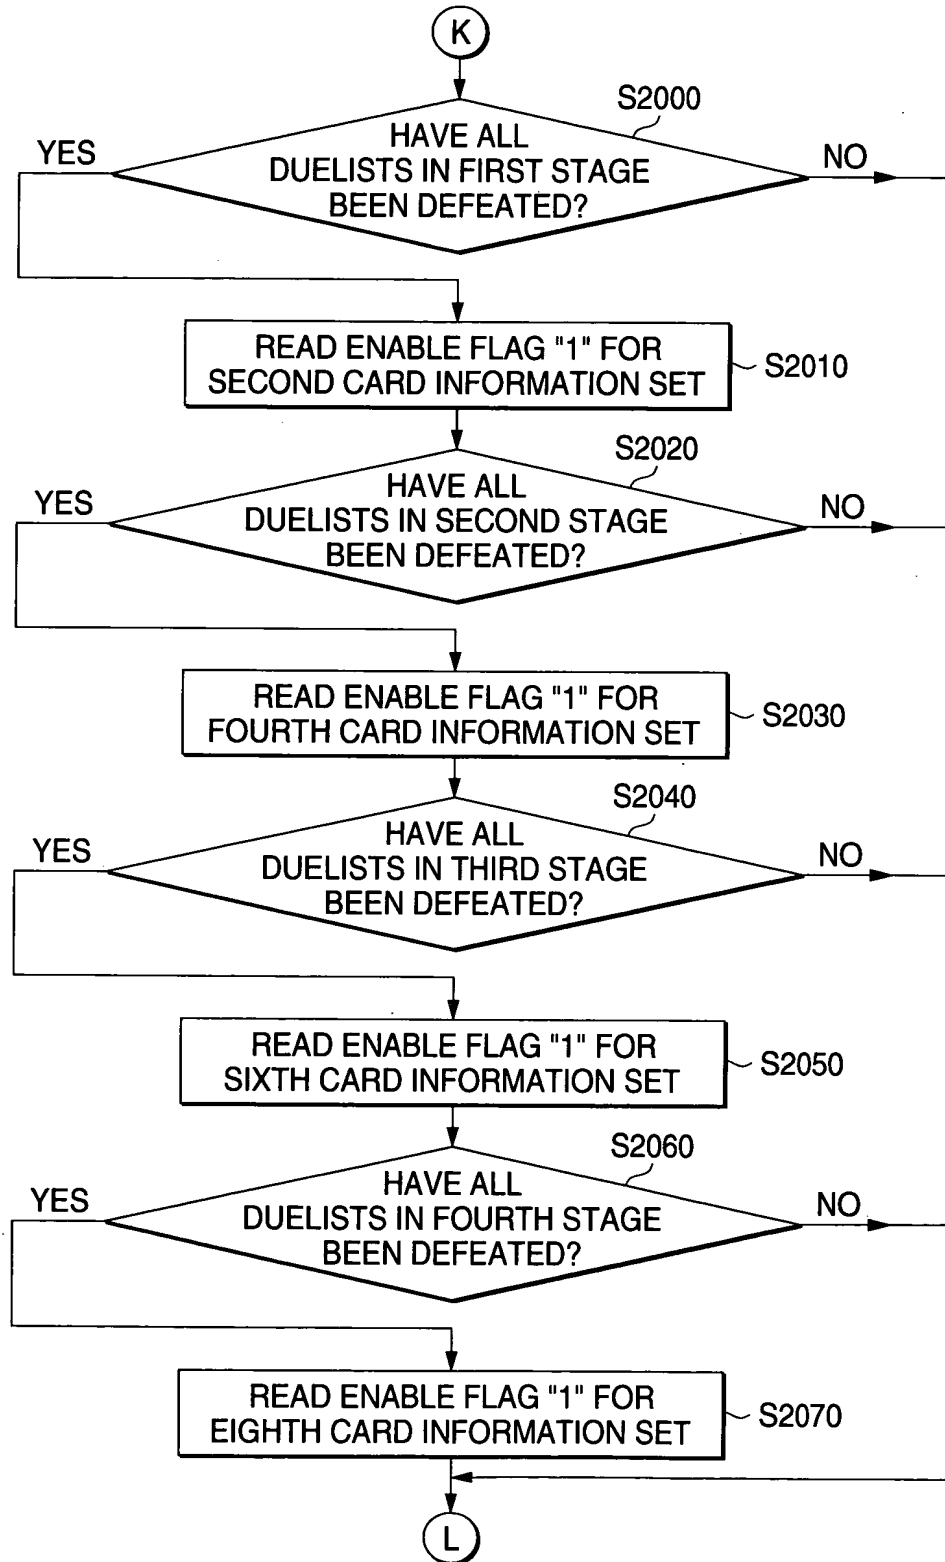 K
S2000
HAVE ALL
DUELISTS IN FIRST STAGE
BEEN DEFEATED?
YES
NO
READ ENABLE FLAG "1" FOR
SECOND CARD INFORMATION SET
S2010
S2020
HAVE ALL
DUELISTS IN SECOND STAGE
BEEN DEFEATED?
YES
NO
READ ENABLE FLAG "1" FOR
FOURTH CARD INFORMATION SET
S2030
S2040
HAVE ALL
DUELISTS IN THIRD STAGE
BEEN DEFEATED?
YES
NO
READ ENABLE FLAG "1" FOR
SIXTH CARD INFORMATION SET
S2050
S2060
HAVE ALL
DUELISTS IN FOURTH STAGE
BEEN DEFEATED?
YES
NO
READ ENABLE FLAG "1" FOR
EIGHTH CARD INFORMATION SET
S2070
L